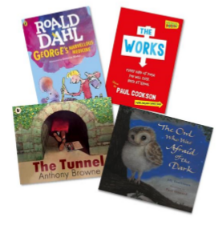 ROALD
DAHL
GEORGE'S MARVELLOUS
MEDICINE
THE
WORKS
PAUL COOKSON
The Tunnel
Anthony Browne
The Owl
Who Was
Afraid of
the Dark